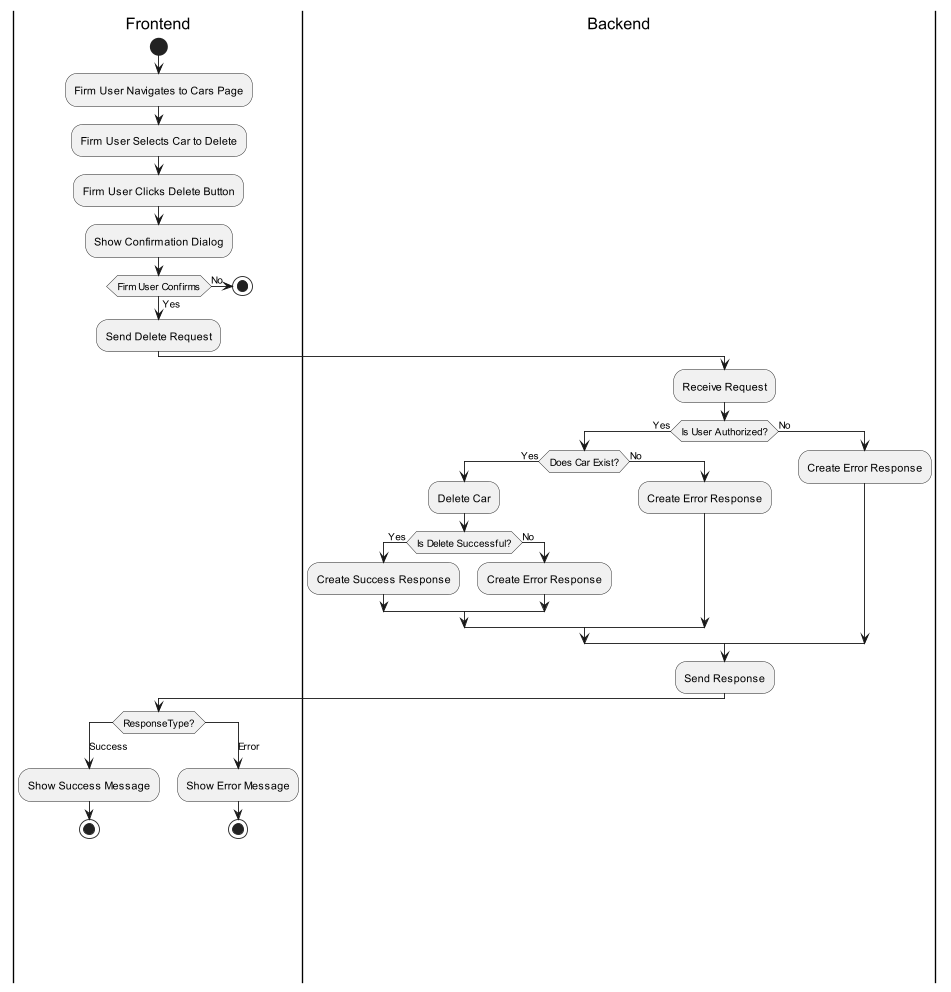 Frontend
Backend
Firm User Navigates to Cars Page
Firm User Selects Car to Delete
Firm User Clicks Delete Button
Show Confirmation Dialog
Firm User Confirms
No
Yes
Send Delete Request
Receive Request
Yes
Is User Authorized?
No
Yes
Does Car Exist?
No
Create Error Response
Delete Car
Create Error Response
Yes
Is Delete Successful?
No
Create Success Response
Create Error Response
Send Response
ResponseType?
Success
Error
Show Success Message
Show Error Message